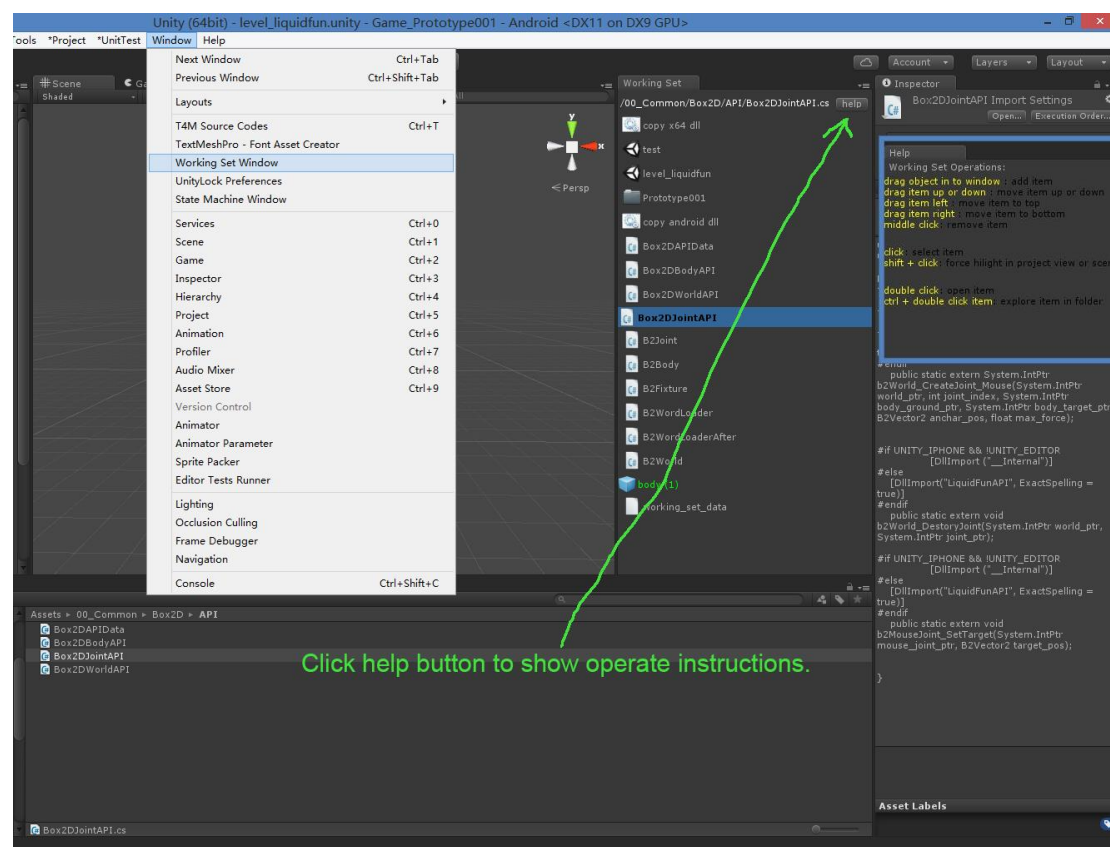 Unity (64bit) - level_liquidfun.unity - Game_Prototype001 - Android <DX11 on DX9 GPU>
Tools *Project *UnitTest Window Help
Next Window Ctrl+Tab
Previous Window Ctrl+Shift+Tab
Layouts
T4M Source Codes Ctrl+T
TextMeshPro - Font Asset Creator
Working Set Window
UnityLock Preferences
State Machine Window
Services Ctrl+0
Scene Ctrl+1
Game Ctrl+2
Inspector Ctrl+3
Hierarchy Ctrl+4
Project Ctrl+5
Animation Ctrl+6
Profiler Ctrl+7
Audio Mixer Ctrl+8
Asset Store Ctrl+9
Version Control
Animator
Animator Parameter
Sprite Packer
Editor Tests Runner
Lighting
Occlusion Culling
Frame Debugger
Navigation
Console Ctrl+Shift+C
Scene
Shaded
y
x
Persp
Account Layers Layout
Working Set
/00_Common/Box2D/API/Box2DJointAPI.cs help
copy x64 dll
test
level_liquidfun
Prototype001
copy android dll
Box2DAPIData
Box2DBodyAPI
Box2DWorldAPI
Box2DJointAPI
B2Joint
B2Body
B2Fixture
B2WordLoader
B2WordLoaderAfter
B2World
body (1)
working_set_data
Inspector
Box2DJointAPI Import Settings
Open... Execution Order...
Help
Working Set Operations:
drag object in to window : add item
drag item up or down : move item up or down
drag item left : move item to top
drag item right : move item to bottom
middle click: remove item
click: select item
shift + click: force hilight in project view or scen
double click: open item
ctrl + double click item: explore item in folder
#endif
public static extern System.IntPtr
b2World_CreateJoint_Mouse(System.IntPtr
world_ptr, int joint_index, System.IntPtr
body_ground_ptr, System.IntPtr body_target_ptr
B2Vector2 anchar_pos, float max_force);
#if UNITY_IPHONE && !UNITY_EDITOR
[DllImport ("__Internal")]
#else
[DllImport("LiquidFunAPI", ExactSpelling =
true)]
#endif
public static extern void
b2World_DestoryJoint(System.IntPtr world_ptr,
System.IntPtr joint_ptr);
#if UNITY_IPHONE && !UNITY_EDITOR
[DllImport ("__Internal")]
#else
[DllImport("LiquidFunAPI", ExactSpelling =
true)]
#endif
public static extern void
b2MouseJoint_SetTarget(System.IntPtr
mouse_joint_ptr, B2Vector2 target_pos);
}
Asset Labels
Assets ▸ 00_Common ▸ Box2D ▸ API
Box2DAPIData
Box2DBodyAPI
Box2DJointAPI
Box2DWorldAPI
Click help button to show operate instructions.
Box2DJointAPI.cs